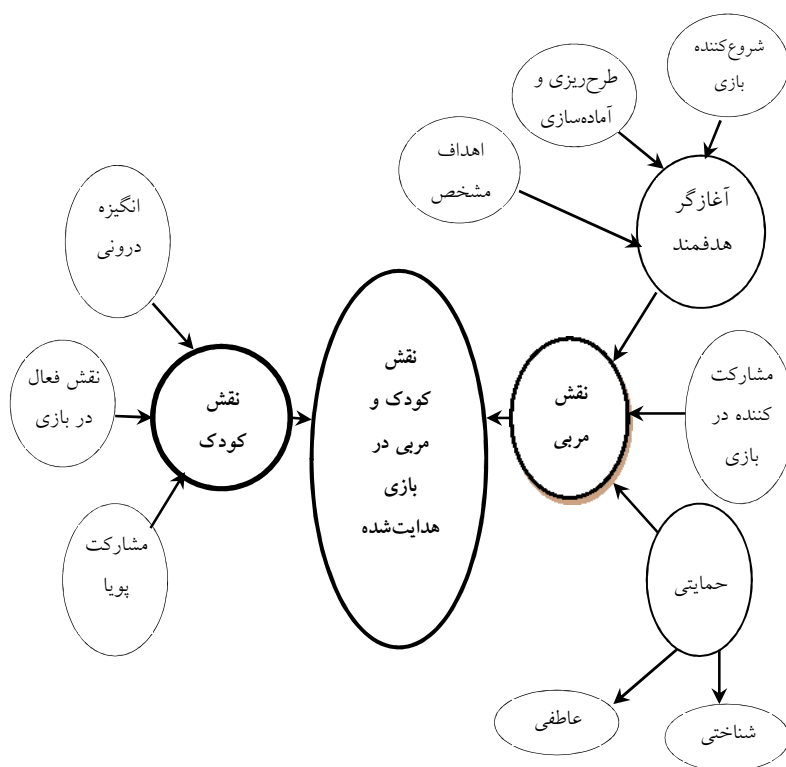 شروع‌کننده
بازی
طرح‌ریزی و
آماده‌سازی
اهداف
مشخص
آغازگر
هدفمند
انگیزه
درونی
نقش
کودک و
مربی در
بازی
هدایت‌شده
مشارکت
کننده در
بازی
نقش
مربی
نقش
کودک
نقش فعال
در بازی
مشارکت
پویا
حمایتی
عاطفی
شناختی